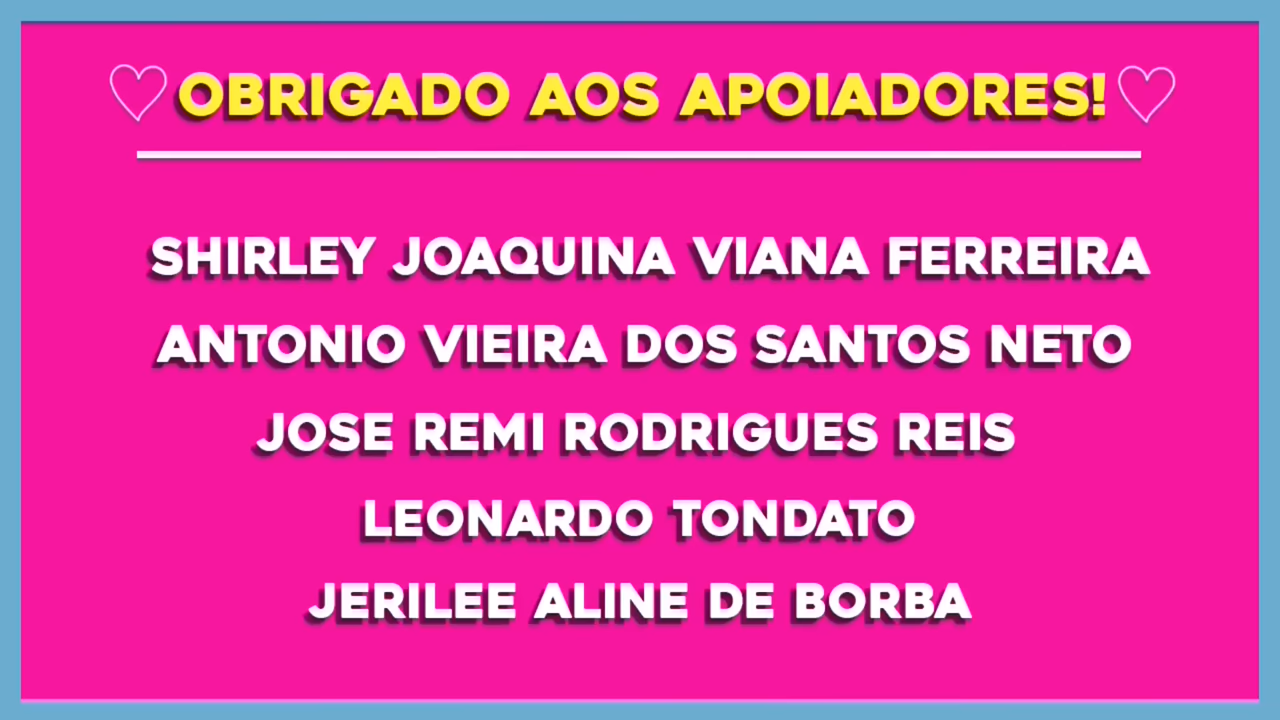 ♡OBRIGADO AOS APOIADORES!♡
SHIRLEY JOAQUINA VIANA FERREIRA
ANTONIO VIEIRA DOS SANTOS NETO
JOSE REMI RODRIGUES REIS
LEONARDO TONDATO
JERILEE ALINE DE BORBA